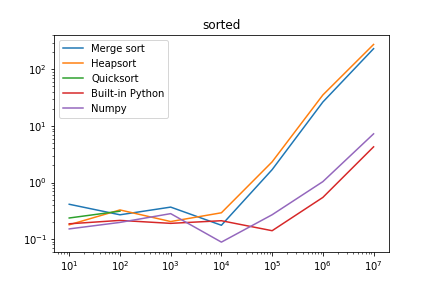 sorted
Merge sort
Heapsort
Quicksort
Built-in Python
Numpy
10²
10¹
10⁰
10⁻¹
10¹ 10² 10³ 10⁴ 10⁵ 10⁶ 10⁷